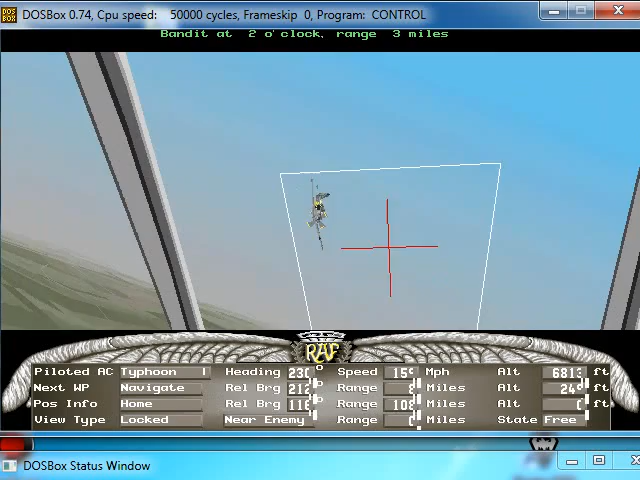 DOSBox 0.74, Cpu speed: 50000 cycles, Frameskip 0, Program: CONTROL
Bandit at 2 o'clock, range 3 miles
RAF
Piloted AC Typhoon I Heading Speed Mph Alt ft
Next WP Navigate Rel Brg Range Miles Alt ft
Pos Info Home Rel Brg Range Miles Alt ft
View Type Locked Near Enemy Range Miles State Free
DOSBox Status Window